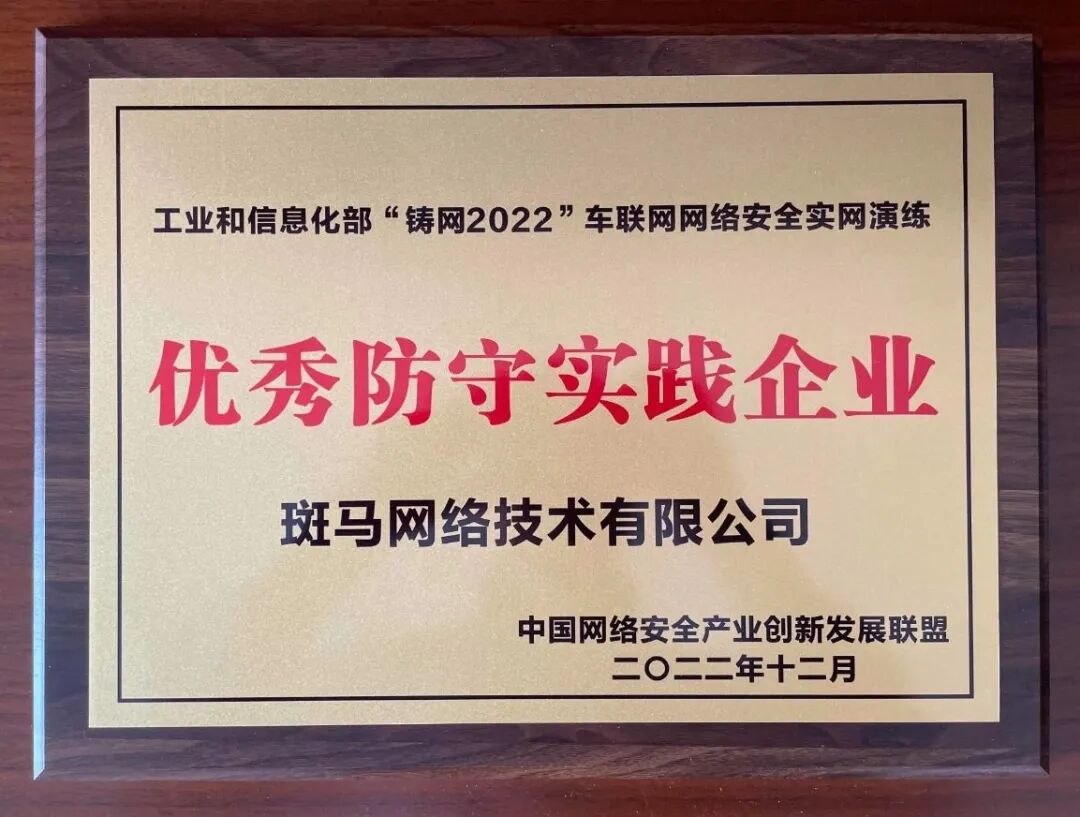 工业和信息化部“铸网2022”车联网网络安全实网演练
优秀防守实践企业
斑马网络技术有限公司
中国网络安全产业创新发展联盟
二〇二二年十二月